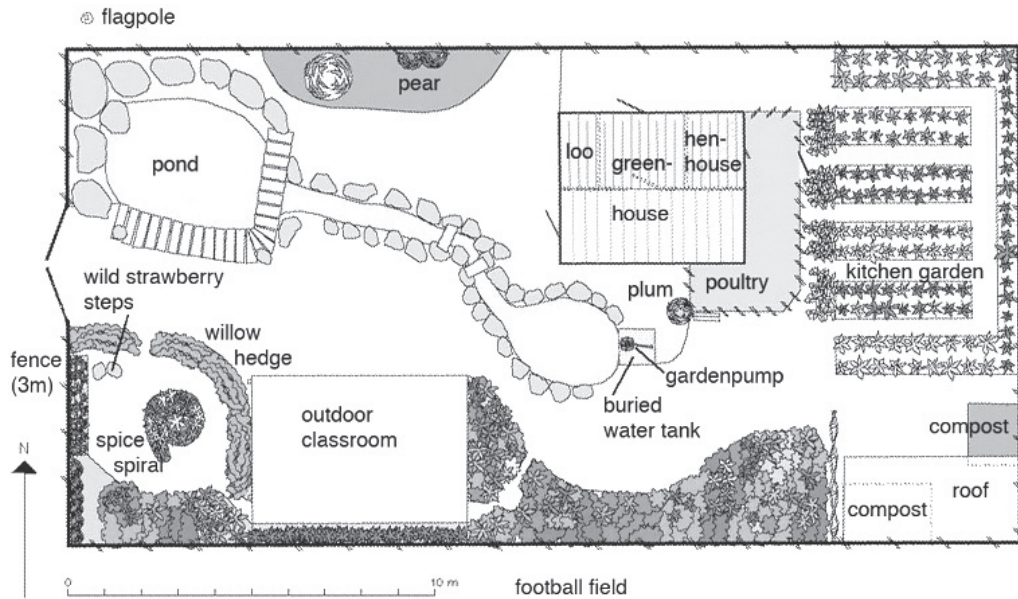 flagpole
pear
pond
loo
green-
hen-
house
house
wild strawberry
steps
plum
poultry
kitchen garden
willow
hedge
fence
(3m)
gardenpump
buried
water tank
outdoor
classroom
compost
spice
spiral
N
roof
compost
0
10 m
football field